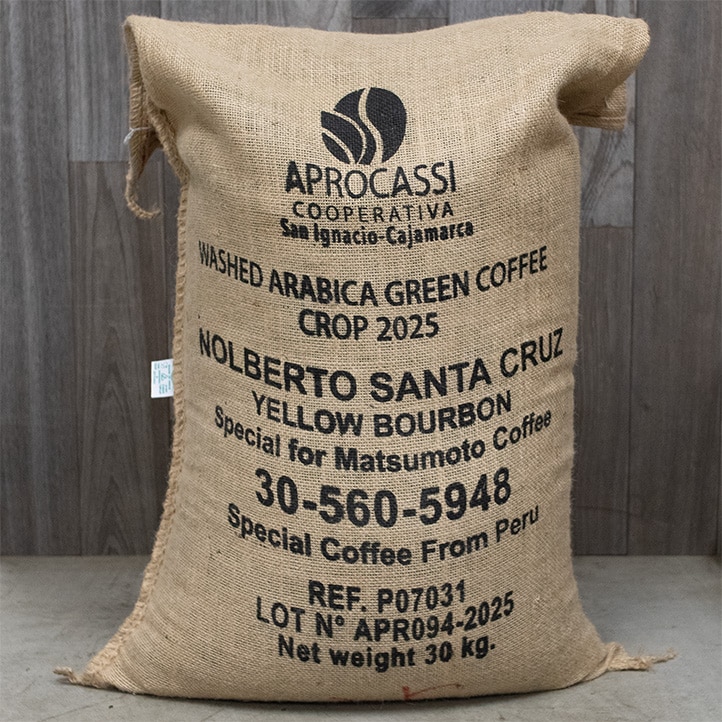 APROCASSI
COOPERATIVA
San Ignacio-Cajamarca
WASHED ARABICA GREEN COFFEE
CROP 2025
NOLBERTO SANTA CRUZ
YELLOW BOURBON
Special for Matsumoto Coffee
30-560-5948
Special Coffee From Peru
REF. P07031
LOT N° APR094-2025
Net weight 30 kg.